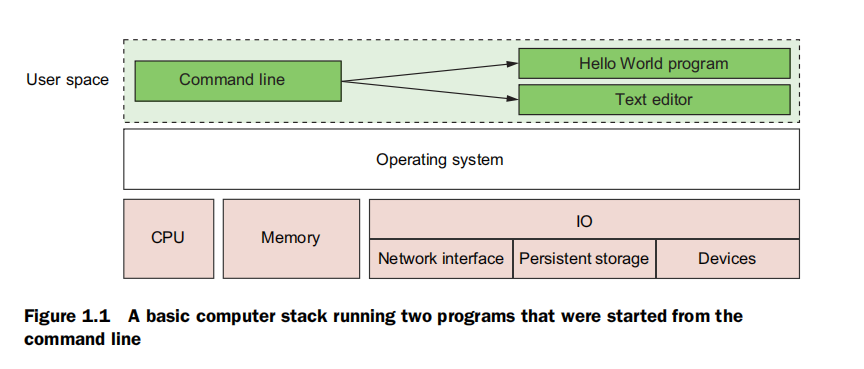 User space
Command line
Hello World program
Text editor
Operating system
CPU
Memory
IO
Network interface
Persistent storage
Devices
Figure 1.1 A basic computer stack running two programs that were started from the
command line